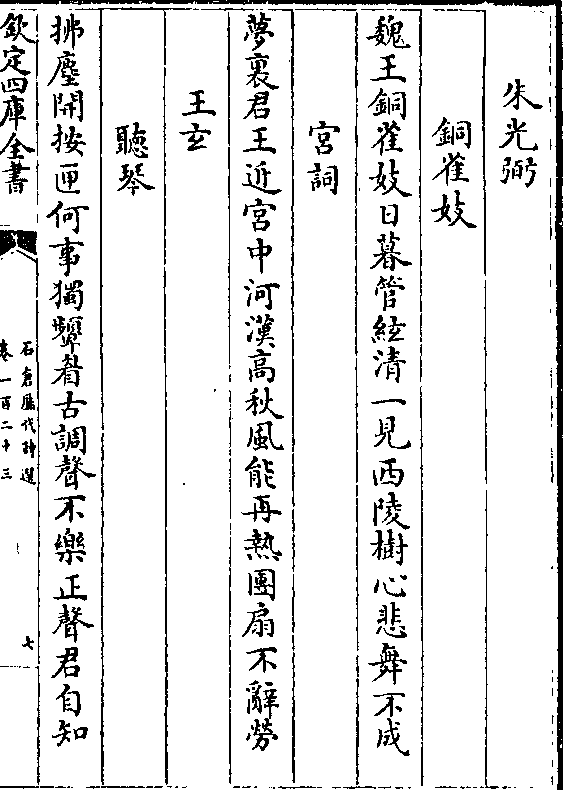 朱光弼
銅雀妓
魏王銅雀妓日暮管絃清一見西陵樹心悲舞不成
宮詞
夢裏君王近宮中河漢高秋風能再熱團扇不辭勞
王玄
聽琴
拂塵開按匣何事獨顰眉古調聲不樂正聲君自知
欽定四庫全書
石倉歷代詩選
卷一百二十三
七